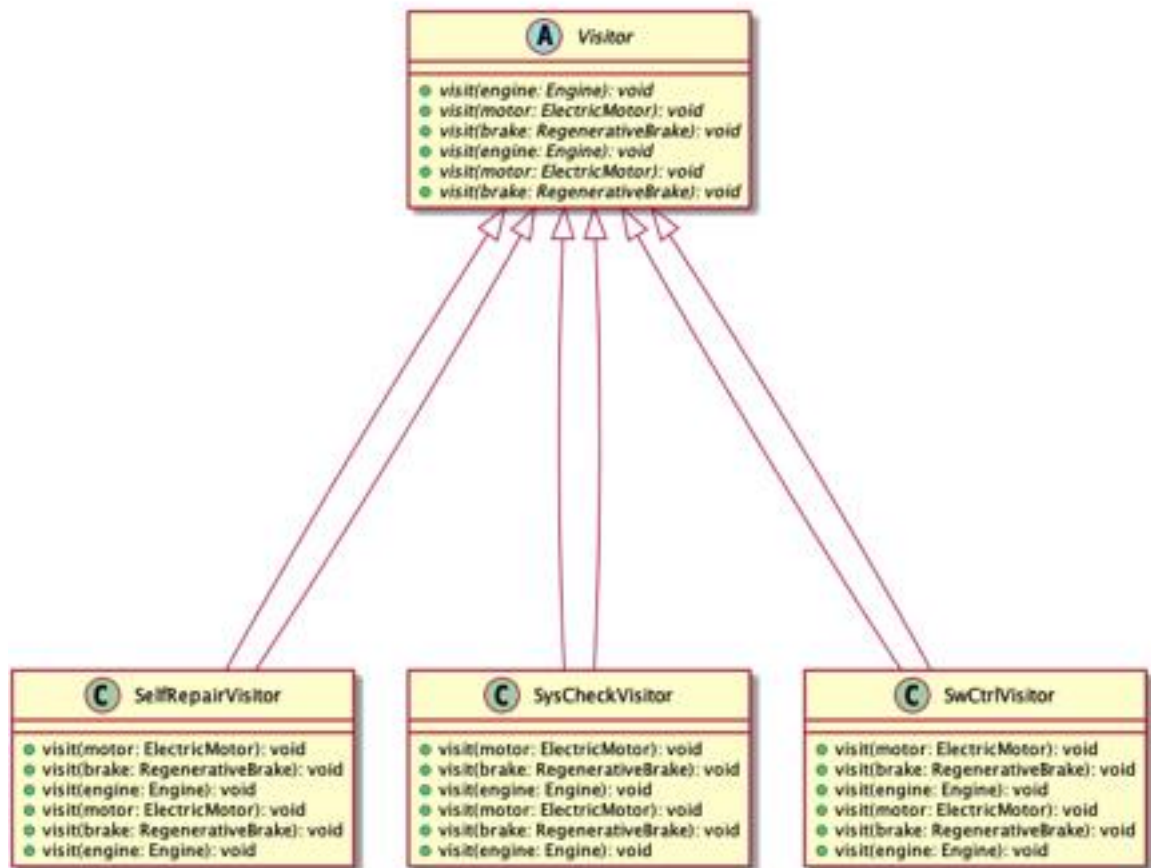 A Visitor
visit(engine: Engine): void
visit(motor: ElectricMotor): void
visit(brake: RegenerativeBrake): void
visit(engine: Engine): void
visit(motor: ElectricMotor): void
visit(brake: RegenerativeBrake): void
C SelfRepairVisitor
visit(motor: ElectricMotor): void
visit(brake: RegenerativeBrake): void
visit(engine: Engine): void
visit(motor: ElectricMotor): void
visit(brake: RegenerativeBrake): void
visit(engine: Engine): void
C SysCheckVisitor
visit(motor: ElectricMotor): void
visit(brake: RegenerativeBrake): void
visit(engine: Engine): void
visit(motor: ElectricMotor): void
visit(brake: RegenerativeBrake): void
visit(engine: Engine): void
C SwCtrlVisitor
visit(motor: ElectricMotor): void
visit(brake: RegenerativeBrake): void
visit(engine: Engine): void
visit(motor: ElectricMotor): void
visit(brake: RegenerativeBrake): void
visit(engine: Engine): void